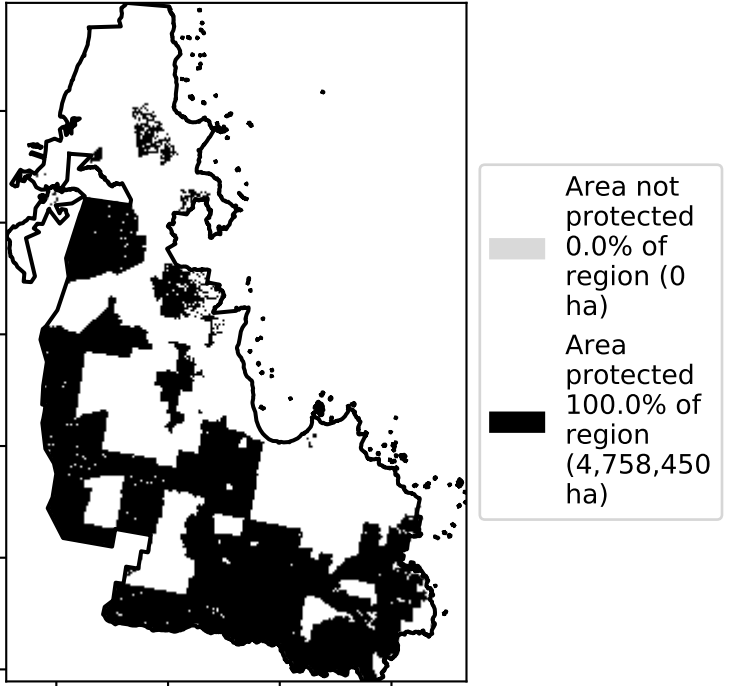 Area not
protected
0.0% of
region (0
ha)
Area
protected
100.0% of
region
(4,758,450
ha)